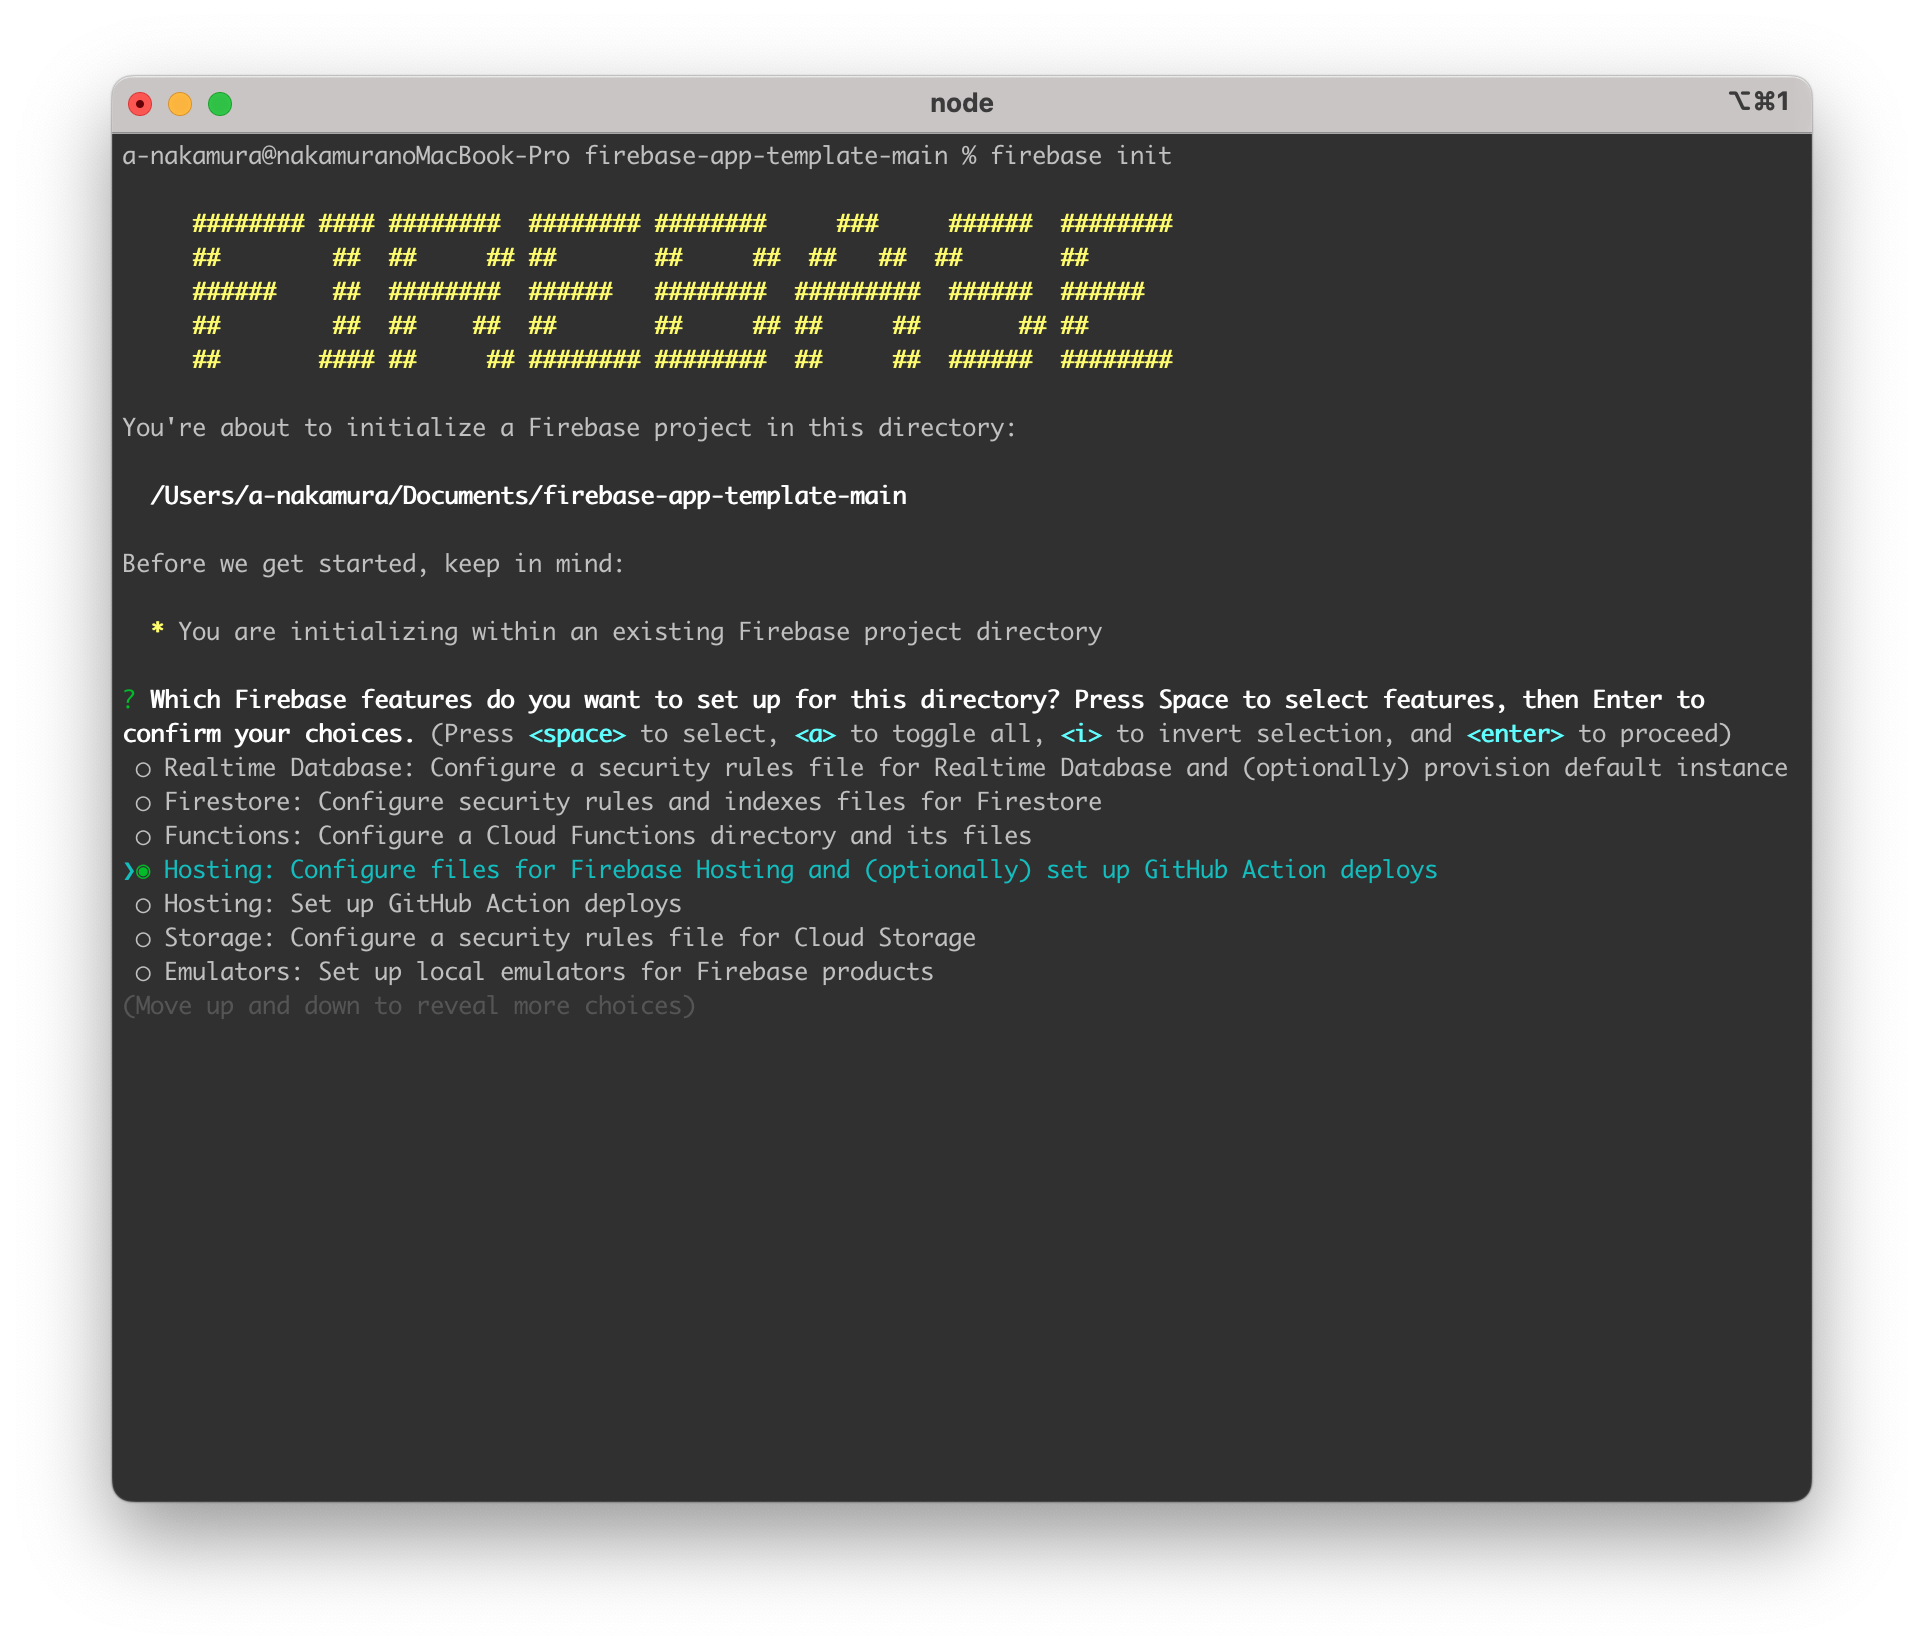 node
⌥⌘1
a-nakamura@nakamuranoMacBook-Pro firebase-app-template-main % firebase init
     ######## #### ########  ######## ########     ###     ######  ########
     ##        ##  ##     ## ##       ##     ##  ##   ##  ##       ##
     ######    ##  ########  ######   ########  #########  ######  ######
     ##        ##  ##    ##  ##       ##     ## ##     ##       ## ##
     ##       #### ##     ## ######## ########  ##     ##  ######  ########
You're about to initialize a Firebase project in this directory:
  /Users/a-nakamura/Documents/firebase-app-template-main
Before we get started, keep in mind:
  * You are initializing within an existing Firebase project directory
? Which Firebase features do you want to set up for this directory? Press Space to select features, then Enter to
confirm your choices. (Press <space> to select, <a> to toggle all, <i> to invert selection, and <enter> to proceed)
 ◯ Realtime Database: Configure a security rules file for Realtime Database and (optionally) provision default instance
 ◯ Firestore: Configure security rules and indexes files for Firestore
 ◯ Functions: Configure a Cloud Functions directory and its files
❯◉ Hosting: Configure files for Firebase Hosting and (optionally) set up GitHub Action deploys
 ◯ Hosting: Set up GitHub Action deploys
 ◯ Storage: Configure a security rules file for Cloud Storage
 ◯ Emulators: Set up local emulators for Firebase products
(Move up and down to reveal more choices)